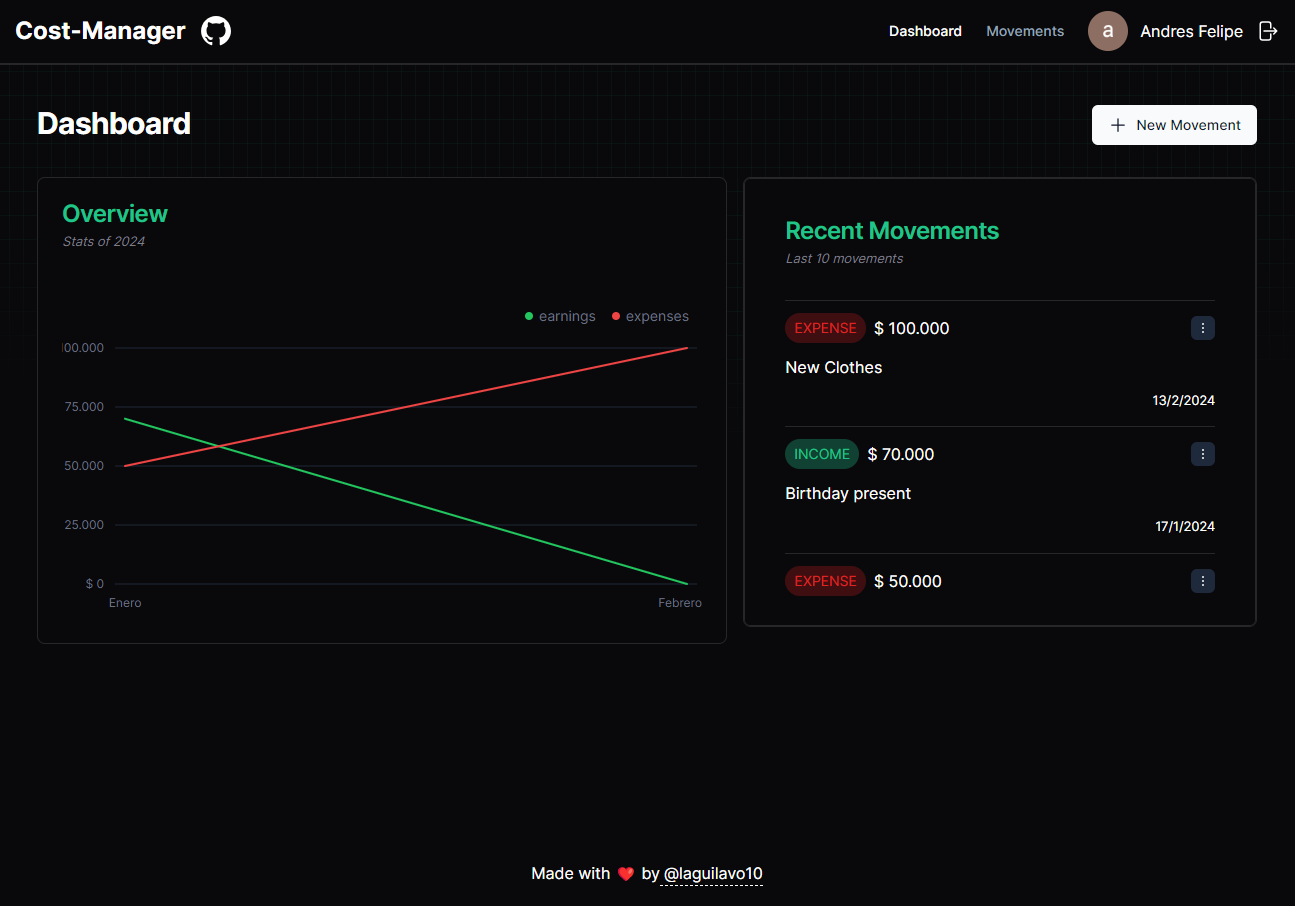 Cost-Manager
Dashboard Movements a Andres Felipe
Dashboard
New Movement
Overview
Stats of 2024
earnings expenses
00.000
75.000
50.000
25.000
$ 0
Enero Febrero
Recent Movements
Last 10 movements
EXPENSE $ 100.000
New Clothes
13/2/2024
INCOME $ 70.000
Birthday present
17/1/2024
EXPENSE $ 50.000
Made with ❤️ by @laguilavo10